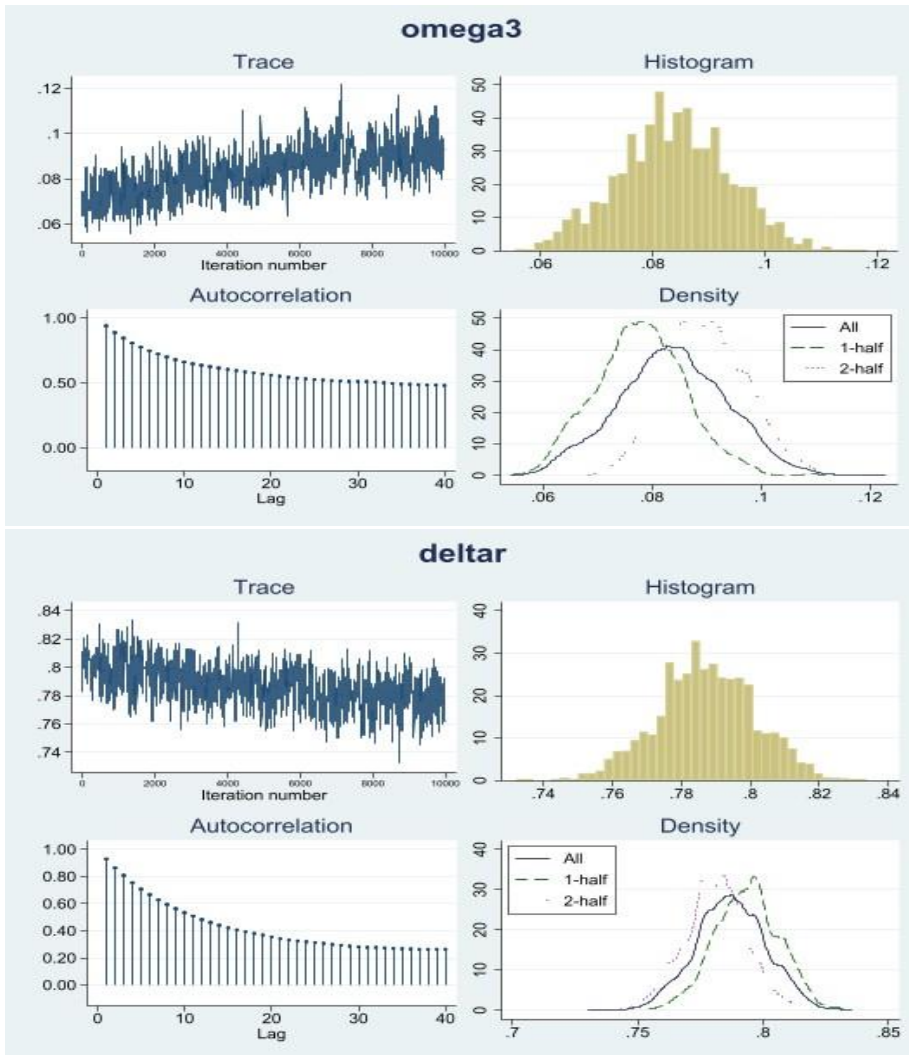 omega3
Trace
.12
.1
.08
.06
0 2000 4000 6000 8000 10000
Iteration number
Histogram
50
40
30
20
10
0
.06 .08 .1 .12
Autocorrelation
1.00
0.50
0.00
0 10 20 30 40
Lag
Density
50
40
30
20
10
0
All
1-half
2-half
.06 .08 .1 .12
deltar
Trace
.84
.82
.8
.78
.76
.74
0 2000 4000 6000 8000 10000
Iteration number
Histogram
40
30
20
10
0
.74 .76 .78 .8 .82 .84
Autocorrelation
1.00
0.80
0.60
0.40
0.20
0.00
0 10 20 30 40
Lag
Density
40
30
20
10
0
All
1-half
2-half
.7 .75 .8 .85